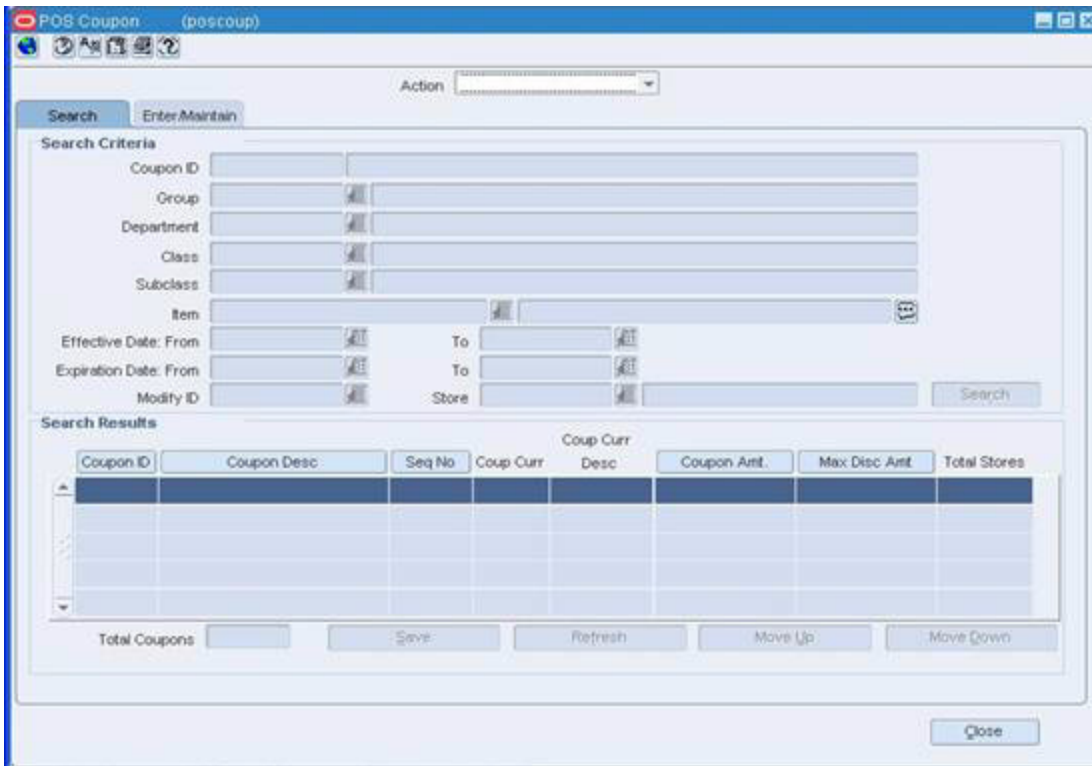 POS Coupon (poscoup)
Action
Search Enter/Maintain
Search Criteria
Coupon ID
Group
Department
Class
Subclass
Item
Effective Date: From To
Expiration Date: From To
Modify ID Store Search
Search Results
Coup Curr
Coupon ID Coupon Desc Seq No Coup Curr Desc Coupon Amt. Max Disc Amt Total Stores
Total Coupons Save Refresh Move Up Move Down
Close